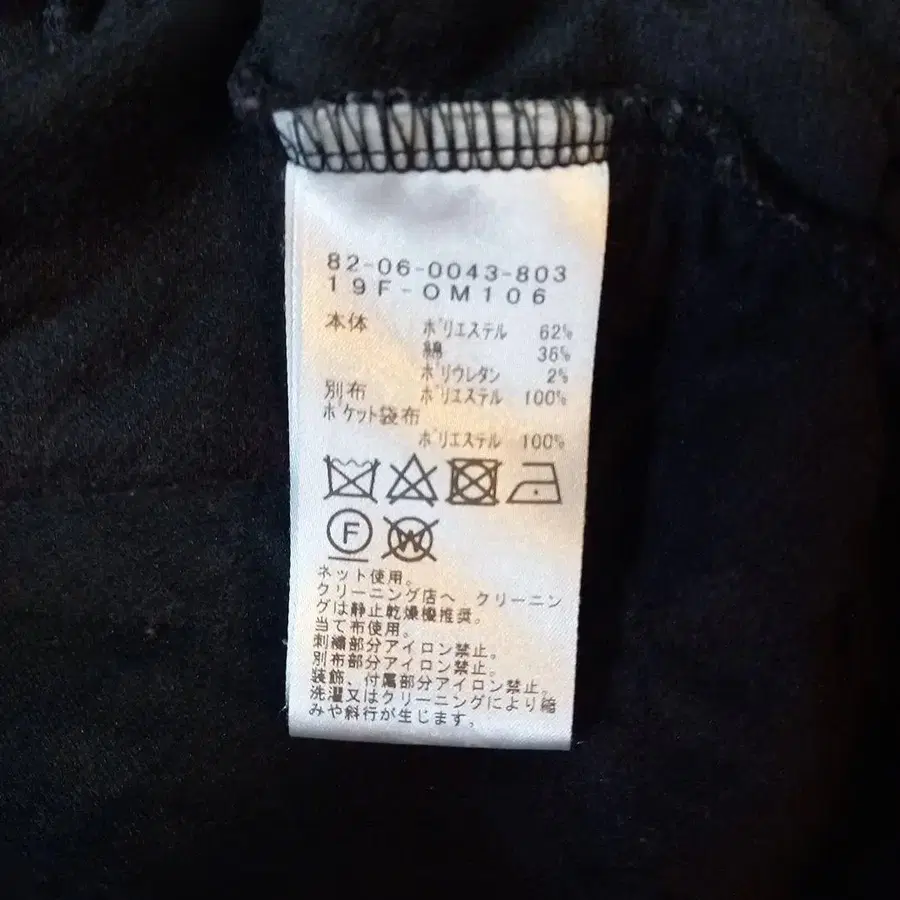 82-06-0043-803
19F-OM106
本体 ポリエステル 62%
綿 36%
ポリウレタン 2%
別布 ポリエステル 100%
ポケット袋布
ポリエステル 100%
F W
ネット使用。
クリーニング店へ クリーニン
グは静止乾燥機推奨。
当て布使用。
刺繍部分アイロン禁止。
別布部分アイロン禁止。
装飾、付属部分アイロン禁止。
洗濯又はクリーニングにより縮
みや斜行が生じます。